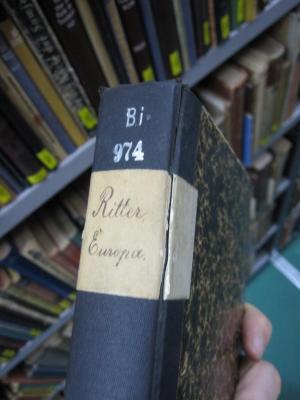 Bi.
974
Ritter,
Europa.